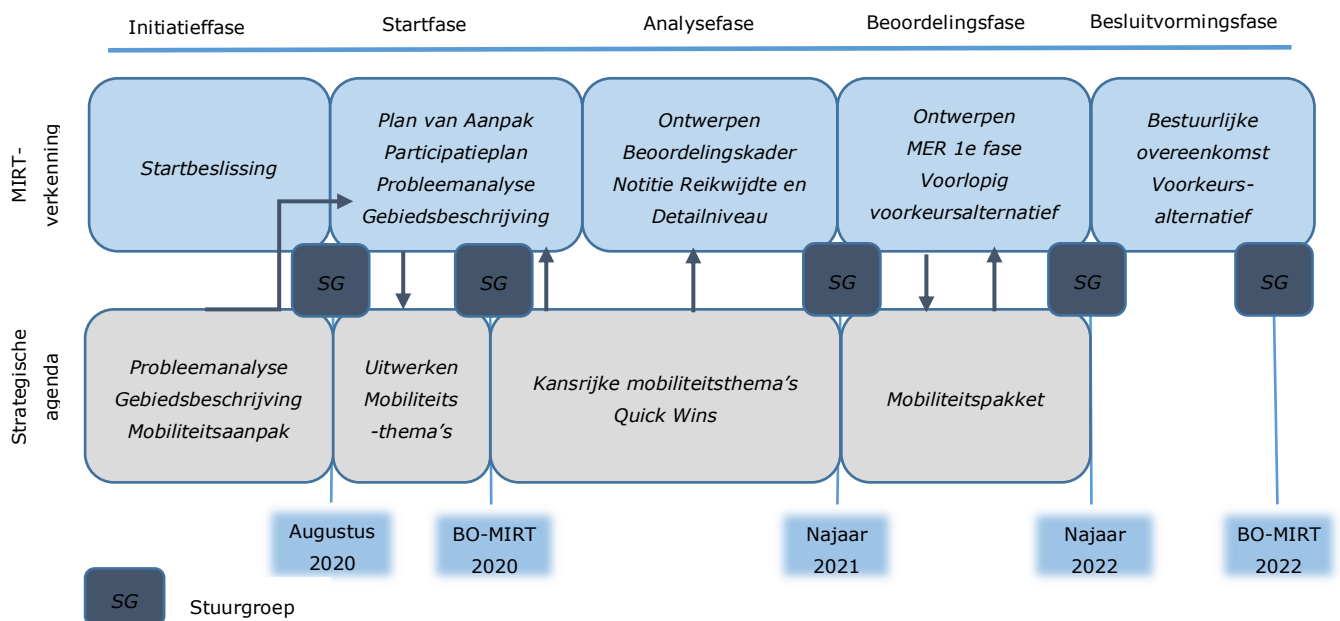 Initiatieffase
Startfase
Analysefase
Beoordelingsfase
Besluitvormingsfase
MIRT-
verkenning
Startbeslissing
Plan van Aanpak
Participatieplan
Probleemanalyse
Gebiedsbeschrijving
Ontwerpen
Beoordelingskader
Notitie Reikwijdte en
Detailniveau
Ontwerpen
MER 1e fase
Voorlopig
voorkeursalternatief
Bestuurlijke
overeenkomst
Voorkeurs-
alternatief
SG
SG
SG
SG
SG
Strategische
agenda
Probleemanalyse
Gebiedsbeschrijving
Mobiliteitsaanpak
Uitwerken
Mobiliteits
-thema's
Kansrijke mobiliteitsthema's
Quick Wins
Mobiliteitspakket
Augustus
2020
BO-MIRT
2020
Najaar
2021
Najaar
2022
BO-MIRT
2022
SG
Stuurgroep